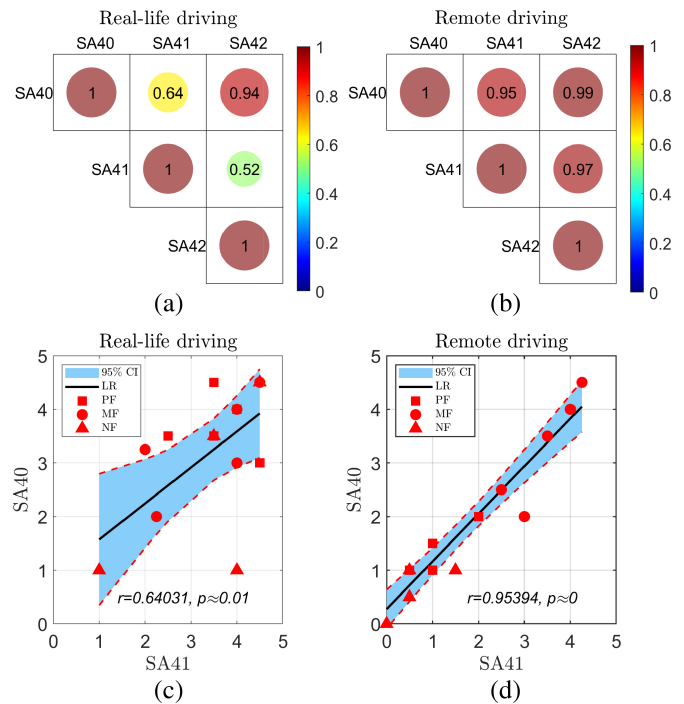 Real-life driving
SA40 SA41 SA42
SA40 1 0.64 0.94
SA41 1 0.52
SA42 1
1
0.8
0.6
0.4
0.2
0
(a)
Remote driving
SA40 SA41 SA42
SA40 1 0.95 0.99
SA41 1 0.97
SA42 1
1
0.8
0.6
0.4
0.2
0
(b)
Real-life driving
5
4
3
2
1
0
SA40
95% CI
LR
PF
MF
NF
r=0.64031, p≈0.01
0 1 2 3 4 5
SA41
(c)
Remote driving
5
4
3
2
1
0
SA40
95% CI
LR
PF
MF
NF
r=0.95394, p≈0
0 1 2 3 4 5
SA41
(d)